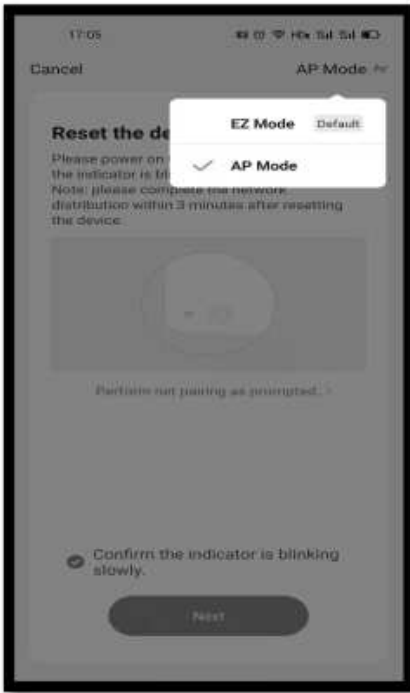 17:05
Cancel
AP Mode
EZ Mode Default
AP Mode
Reset the de
Please power on
the indicator is bl
Note: please complete the network
distribution within 3 minutes after resetting
the device.
Perform net pairing as prompted.
Confirm the indicator is blinking
slowly.
Next